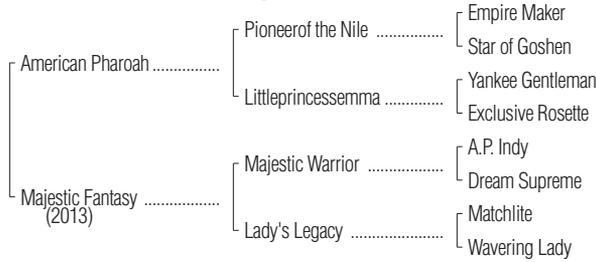 Empire Maker
Pioneerof the Nile ................
Star of Goshen
American Pharoah ................
Yankee Gentleman
Littleprincessemma ..............
Exclusive Rosette
A.P. Indy
Majestic Warrior ..................
Dream Supreme
Majestic Fantasy ..................
(2013)
Matchlite
Lady's Legacy ......................
Wavering Lady